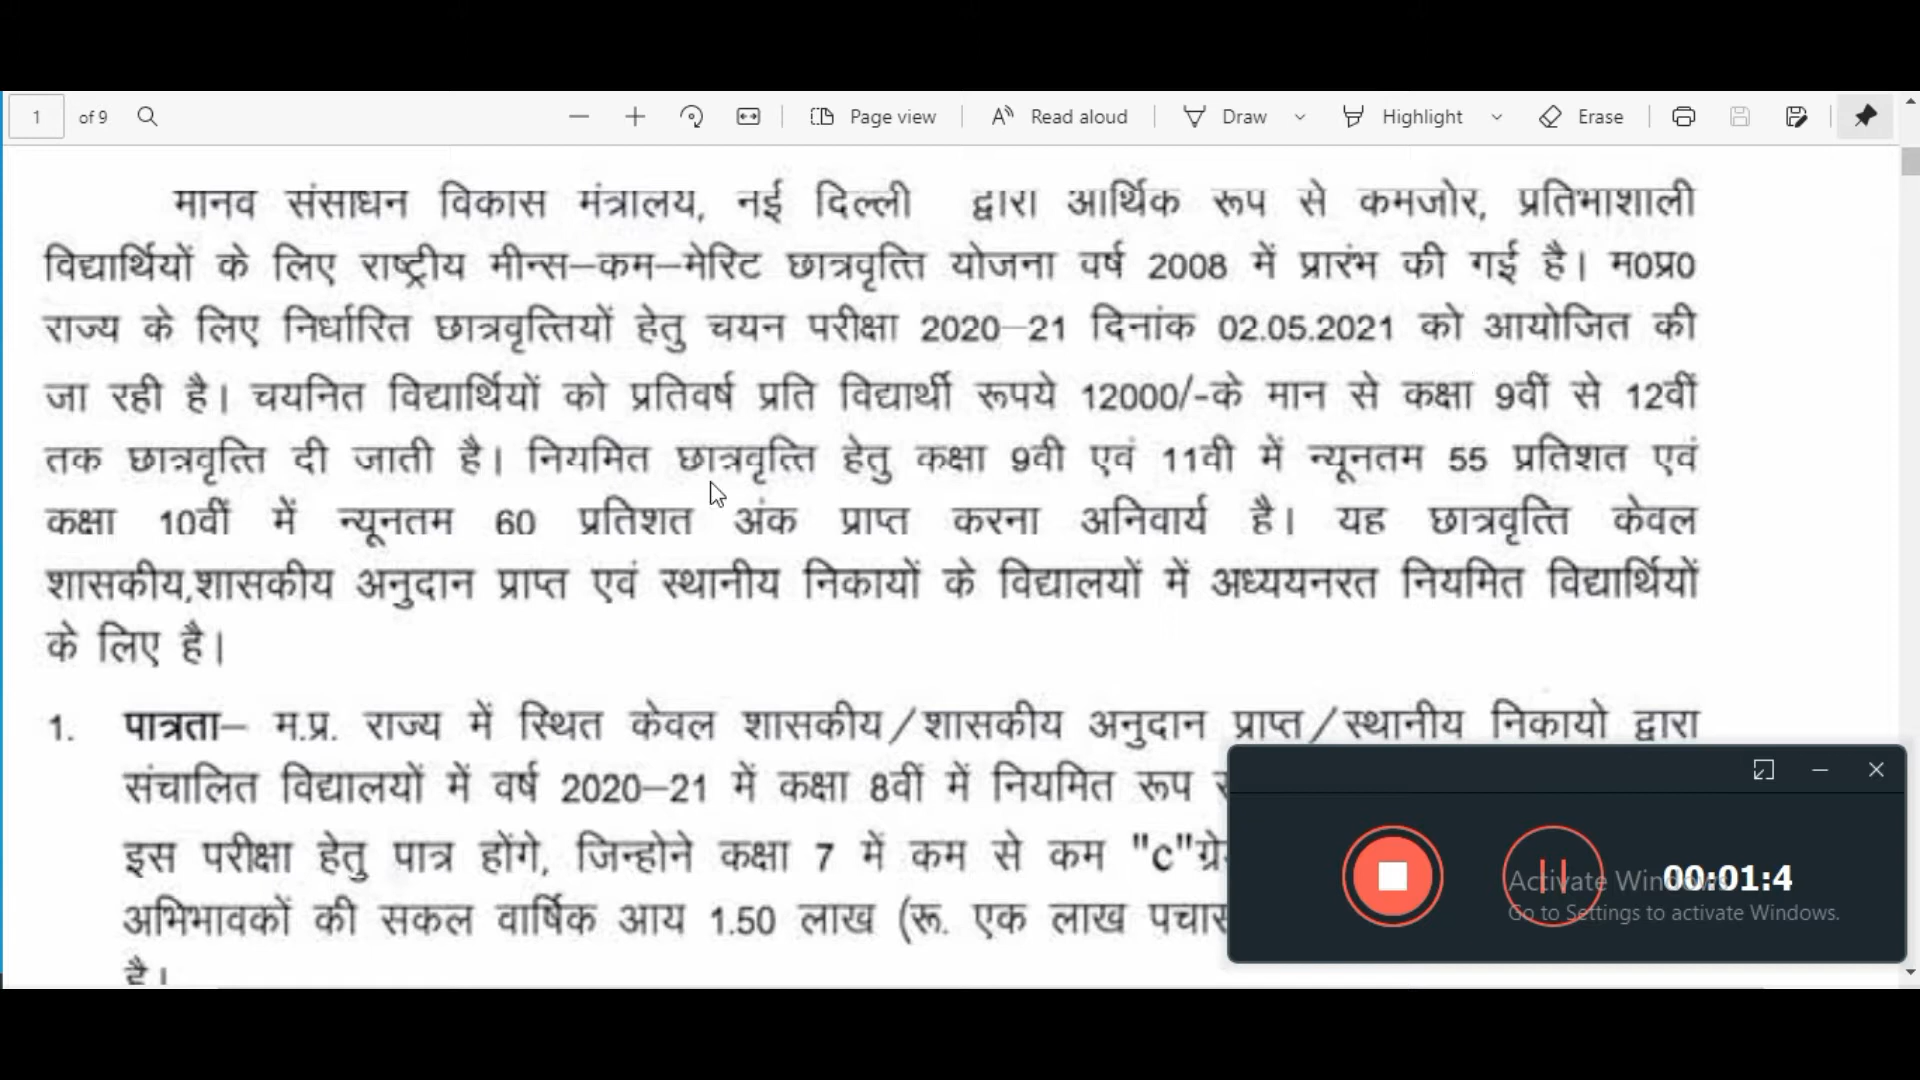 1 of 9 Page view Read aloud Draw Highlight Erase
मानव संसाधन विकास मंत्रालय, नई दिल्ली द्वारा आर्थिक रूप से कमजोर, प्रतिभाशाली
विद्यार्थियों के लिए राष्ट्रीय मीन्स–कम–मेरिट छात्रवृत्ति योजना वर्ष 2008 में प्रारंभ की गई है। म0प्र0
राज्य के लिए निर्धारित छात्रवृत्तियों हेतु चयन परीक्षा 2020–21 दिनांक 02.05.2021 को आयोजित की
जा रही है। चयनित विद्यार्थियों को प्रतिवर्ष प्रति विद्यार्थी रूपये 12000/-के मान से कक्षा 9वीं से 12वीं
तक छात्रवृत्ति दी जाती है। नियमित छात्रवृत्ति हेतु कक्षा 9वी एवं 11वी में न्यूनतम 55 प्रतिशत एवं
कक्षा 10वीं में न्यूनतम 60 प्रतिशत अंक प्राप्त करना अनिवार्य है। यह छात्रवृत्ति केवल
शासकीय,शासकीय अनुदान प्राप्त एवं स्थानीय निकायों के विद्यालयों में अध्ययनरत नियमित विद्यार्थियों
के लिए है।
1. पात्रता– म.प्र. राज्य में स्थित केवल शासकीय/शासकीय अनुदान प्राप्त/स्थानीय निकायो द्वारा
संचालित विद्यालयों में वर्ष 2020–21 में कक्षा 8वीं में नियमित रूप
इस परीक्षा हेतु पात्र होंगे, जिन्होने कक्षा 7 में कम से कम "c"ग्रे
अभिभावकों की सकल वार्षिक आय 1.50 लाख (रू. एक लाख पचास
है।
Activate Windows 00:01:4
Go to Settings to activate Windows.